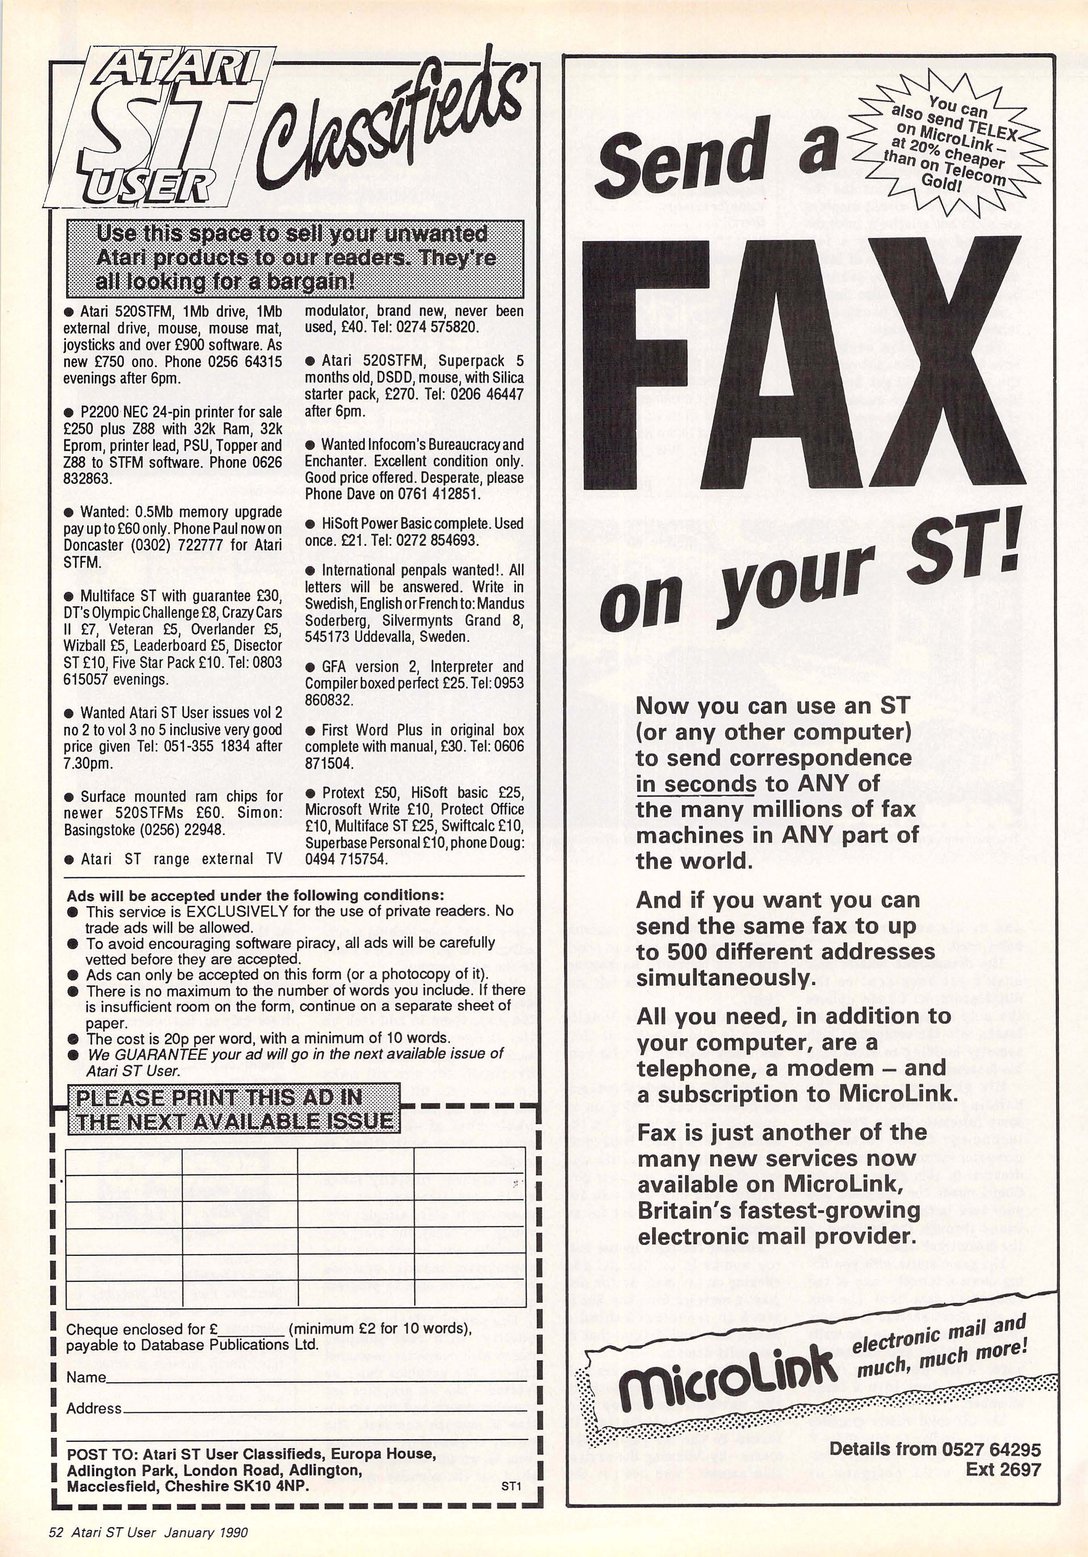 ATARI
ST
USER
Classifieds
Use this space to sell your unwanted
Atari products to our readers. They're
all looking for a bargain!
● Atari 520STFM, 1Mb drive, 1Mb
external drive, mouse, mouse mat,
joysticks and over £900 software. As
new £750 ono. Phone 0256 64315
evenings after 6pm.
● P2200 NEC 24-pin printer for sale
£250 plus Z88 with 32k Ram, 32k
Eprom, printer lead, PSU, Topper and
Z88 to STFM software. Phone 0626
832863.
● Wanted: 0.5Mb memory upgrade
pay up to £60 only. Phone Paul now on
Doncaster (0302) 722777 for Atari
STFM.
● Multiface ST with guarantee £30,
DT's Olympic Challenge £8, Crazy Cars
II £7, Veteran £5, Overlander £5,
Wizball £5, Leaderboard £5, Disector
ST £10, Five Star Pack £10. Tel: 0803
615057 evenings.
● Wanted Atari ST User issues vol 2
no 2 to vol 3 no 5 inclusive very good
price given Tel: 051-355 1834 after
7.30pm.
● Surface mounted ram chips for
newer 520STFMs £60. Simon:
Basingstoke (0256) 22948.
● Atari ST range external TV
modulator, brand new, never been
used, £40. Tel: 0274 575820.
● Atari 520STFM, Superpack 5
months old, DSDD, mouse, with Silica
starter pack, £270. Tel: 0206 46447
after 6pm.
● Wanted Infocom's Bureaucracy and
Enchanter. Excellent condition only.
Good price offered. Desperate, please
Phone Dave on 0761 412851.
● HiSoft Power Basic complete. Used
once. £21. Tel: 0272 854693.
● International penpals wanted!. All
letters will be answered. Write in
Swedish, English or French to: Mandus
Soderberg, Silvermynts Grand 8,
545173 Uddevalla, Sweden.
● GFA version 2, Interpreter and
Compiler boxed perfect £25. Tel: 0953
860832.
● First Word Plus in original box
complete with manual, £30. Tel: 0606
871504.
● Protext £50, HiSoft basic £25,
Microsoft Write £10, Protect Office
£10, Multiface ST £25, Swiftcalc £10,
Superbase Personal £10, phone Doug:
0494 715754.
Ads will be accepted under the following conditions:
● This service is EXCLUSIVELY for the use of private readers. No
trade ads will be allowed.
● To avoid encouraging software piracy, all ads will be carefully
vetted before they are accepted.
● Ads can only be accepted on this form (or a photocopy of it).
● There is no maximum to the number of words you include. If there
is insufficient room on the form, continue on a separate sheet of
paper.
● The cost is 20p per word, with a minimum of 10 words.
● We GUARANTEE your ad will go in the next available issue of
Atari ST User.
PLEASE PRINT THIS AD IN
THE NEXT AVAILABLE ISSUE
Cheque enclosed for £________ (minimum £2 for 10 words),
payable to Database Publications Ltd.
Name
Address
POST TO: Atari ST User Classifieds, Europa House,
Adlington Park, London Road, Adlington,
Macclesfield, Cheshire SK10 4NP.
ST1
52 Atari ST User January 1990
Send a
You can
also send TELEX
on MicroLink –
at 20% cheaper
than on Telecom
Gold!
FAX
on your ST!
Now you can use an ST
(or any other computer)
to send correspondence
in seconds to ANY of
the many millions of fax
machines in ANY part of
the world.
And if you want you can
send the same fax to up
to 500 different addresses
simultaneously.
All you need, in addition to
your computer, are a
telephone, a modem – and
a subscription to MicroLink.
Fax is just another of the
many new services now
available on MicroLink,
Britain's fastest-growing
electronic mail provider.
MicroLink
electronic mail and
much, much more!
Details from 0527 64295
Ext 2697